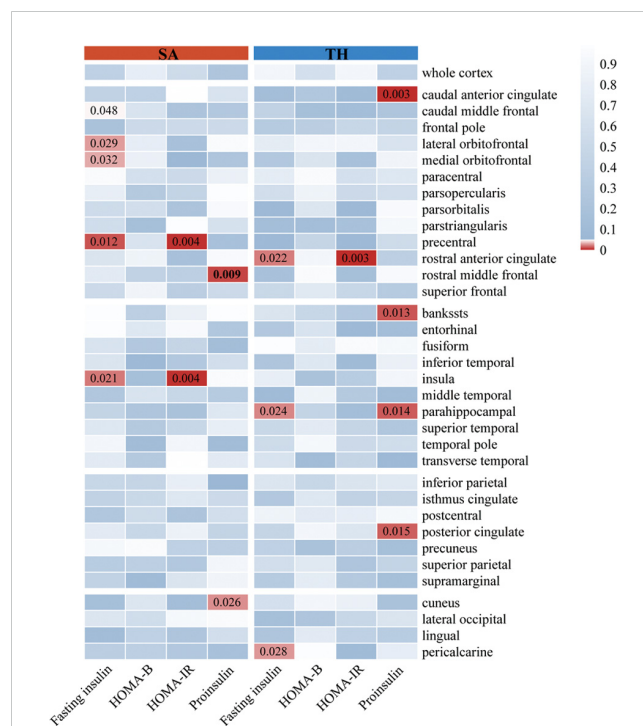 SA TH
whole cortex
0.9
caudal anterior cingulate
0.003
0.8
caudal middle frontal
0.048
0.7
frontal pole
0.6
lateral orbitofrontal
0.029
0.5
medial orbitofrontal
0.032
0.4
paracentral
0.3
parsopercularis
0.2
parsorbitalis
0.1
parstriangularis
0
precentral
0.012 0.004
rostral anterior cingulate
0.022 0.003
rostral middle frontal
0.009
superior frontal
bankssts
0.013
entorhinal
fusiform
inferior temporal
insula
0.021 0.004
middle temporal
parahippocampal
0.024 0.014
superior temporal
temporal pole
transverse temporal
inferior parietal
isthmus cingulate
postcentral
posterior cingulate
0.015
precuneus
superior parietal
supramarginal
cuneus
0.026
lateral occipital
lingual
pericalcarine
0.028
Fasting insulin
HOMA-B
HOMA-IR
Proinsulin
Fasting insulin
HOMA-B
HOMA-IR
Proinsulin